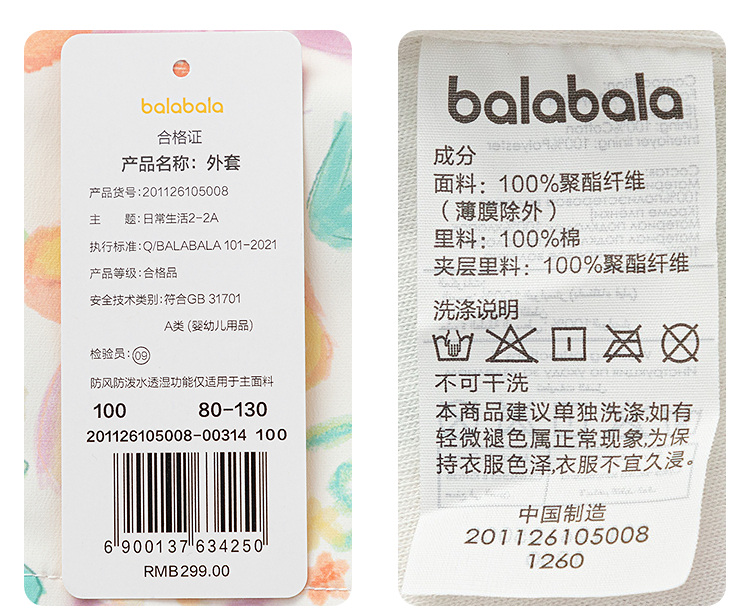 balabala
合格证
产品名称：外套
产品货号：201126105008
主 题：日常生活2-2A
执行标准：Q/BALABALA 101-2021
产品等级：合格品
安全技术类别：符合GB 31701
A类 (婴幼儿用品)
检验员：09
防风防泼水透湿功能仅适用于主面料
100 80-130
201126105008-00314 100
6 900137 634250
RMB299.00
balabala
成分
面料：100%聚酯纤维
（薄膜除外）
里料：100%棉
夹层里料：100%聚酯纤维
洗涤说明
不可干洗
本商品建议单独洗涤,如有
轻微褪色属正常现象,为保
持衣服色泽,衣服不宜久浸。
中国制造
201126105008
1260